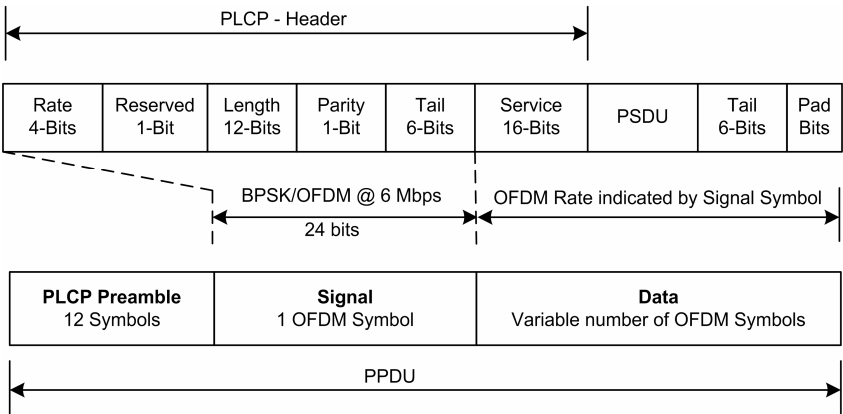 PLCP - Header
Rate
4-Bits
Reserved
1-Bit
Length
12-Bits
Parity
1-Bit
Tail
6-Bits
Service
16-Bits
PSDU
Tail
6-Bits
Pad
Bits
BPSK/OFDM @ 6 Mbps
24 bits
OFDM Rate indicated by Signal Symbol
PLCP Preamble
12 Symbols
Signal
1 OFDM Symbol
Data
Variable number of OFDM Symbols
PPDU